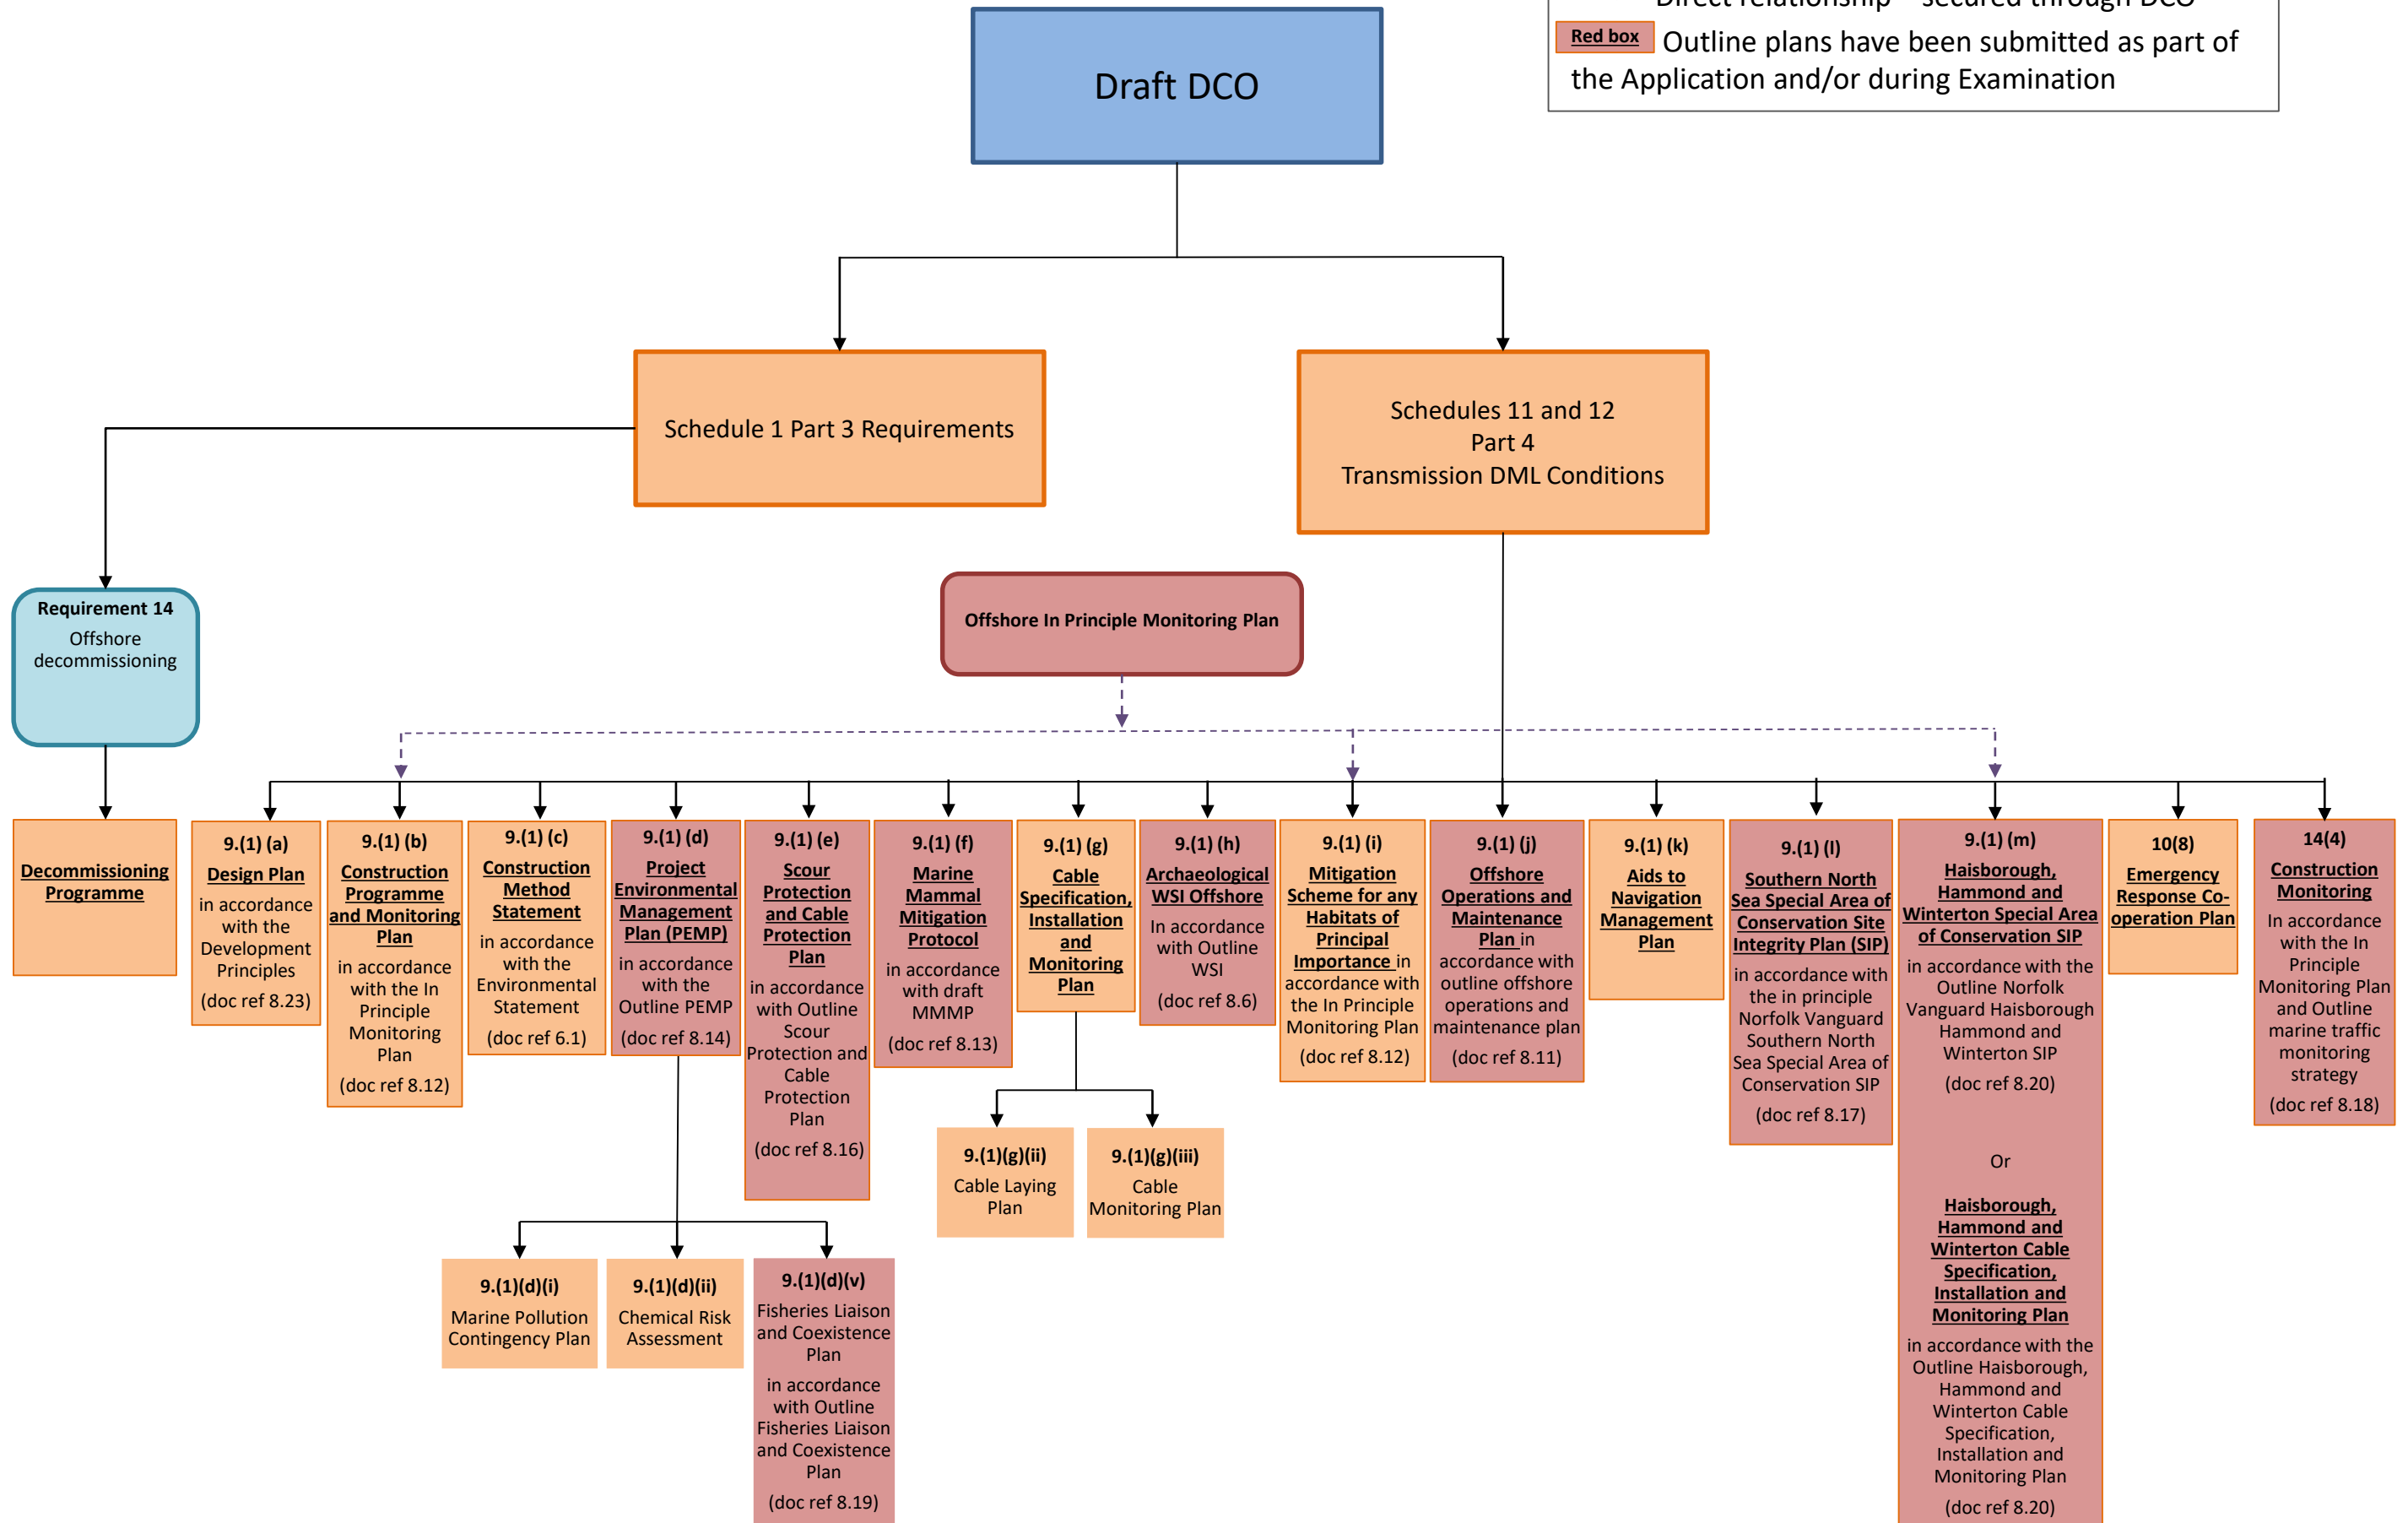 Direct relationship – secured through DCO
Red box Outline plans have been submitted as part of
the Application and/or during Examination
Draft DCO
Schedule 1 Part 3 Requirements
Schedules 11 and 12
Part 4
Transmission DML Conditions
Requirement 14
Offshore
decommissioning
Offshore In Principle Monitoring Plan
Decommissioning
Programme
9.(1) (a)
Design Plan
in accordance
with the
Development
Principles
(doc ref 8.23)
9.(1) (b)
Construction
Programme
and Monitoring
Plan
in accordance
with the In
Principle
Monitoring
Plan
(doc ref 8.12)
9.(1) (c)
Construction
Method
Statement
in accordance
with the
Environmental
Statement
(doc ref 6.1)
9.(1) (d)
Project
Environmental
Management
Plan (PEMP)
in accordance
with the
Outline PEMP
(doc ref 8.14)
9.(1) (e)
Scour
Protection
and Cable
Protection
Plan
in accordance
with Outline
Scour
Protection and
Cable
Protection
Plan
(doc ref 8.16)
9.(1) (f)
Marine
Mammal
Mitigation
Protocol
in accordance
with draft
MMMP
(doc ref 8.13)
9.(1) (g)
Cable
Specification,
Installation
and
Monitoring
Plan
9.(1) (h)
Archaeological
WSI Offshore
In accordance
with Outline
WSI
(doc ref 8.6)
9.(1) (i)
Mitigation
Scheme for any
Habitats of
Principal
Importance in
accordance with
the In Principle
Monitoring Plan
(doc ref 8.12)
9.(1) (j)
Offshore
Operations and
Maintenance
Plan in
accordance with
outline offshore
operations and
maintenance plan
(doc ref 8.11)
9.(1) (k)
Aids to
Navigation
Management
Plan
9.(1) (l)
Southern North
Sea Special Area of
Conservation Site
Integrity Plan (SIP)
in accordance with
the in principle
Norfolk Vanguard
Southern North
Sea Special Area of
Conservation SIP
(doc ref 8.17)
9.(1) (m)
Haisborough,
Hammond and
Winterton Special Area
of Conservation SIP
in accordance with the
Outline Norfolk
Vanguard Haisborough
Hammond and
Winterton SIP
(doc ref 8.20)
Or
Haisborough,
Hammond and
Winterton Cable
Specification,
Installation and
Monitoring Plan
in accordance with the
Outline Haisborough,
Hammond and
Winterton Cable
Specification,
Installation and
Monitoring Plan
(doc ref 8.20)
10(8)
Emergency
Response Co-
operation Plan
14(4)
Construction
Monitoring
In accordance
with the In
Principle
Monitoring Plan
and Outline
marine traffic
monitoring
strategy
(doc ref 8.18)
9.(1)(g)(ii)
Cable Laying
Plan
9.(1)(g)(iii)
Cable
Monitoring Plan
9.(1)(d)(i)
Marine Pollution
Contingency Plan
9.(1)(d)(ii)
Chemical Risk
Assessment
9.(1)(d)(v)
Fisheries Liaison
and Coexistence
Plan
in accordance
with Outline
Fisheries Liaison
and Coexistence
Plan
(doc ref 8.19)